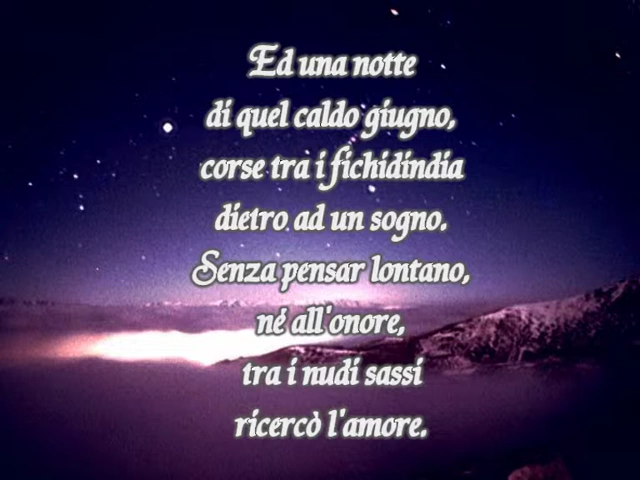 Ed una notte
di quel caldo giugno,
corse tra i fichidindia
dietro ad un sogno.
Senza pensar lontano,
né all'onore,
tra i nudi sassi
ricercò l'amore.